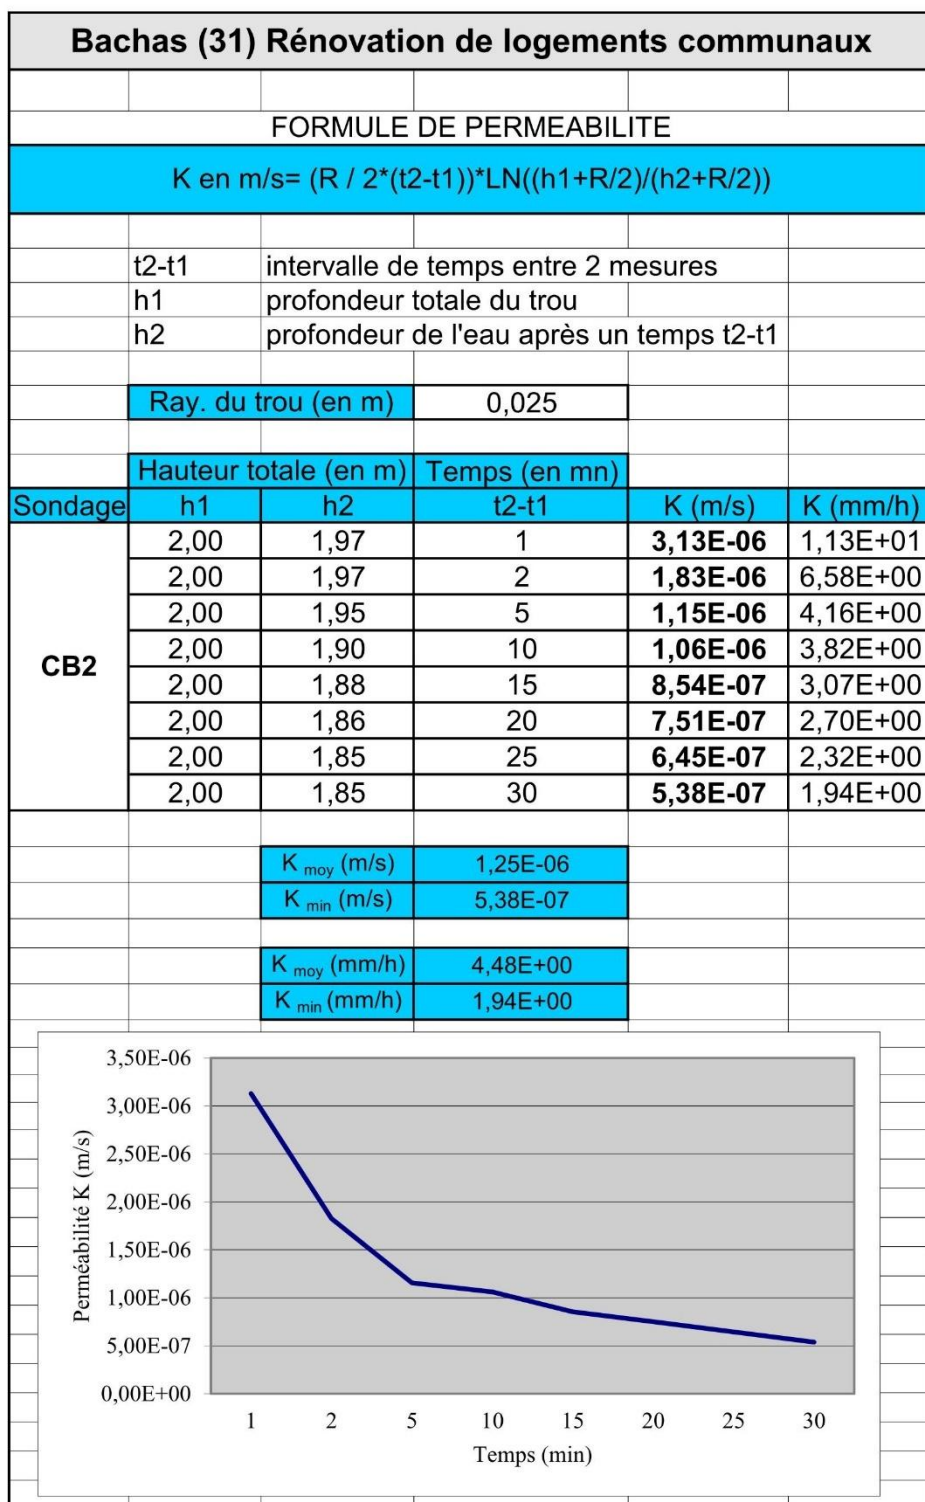 Bachas (31) Rénovation de logements communaux
FORMULE DE PERMEABILITE
K en m/s= (R / 2*(t2-t1))*LN((h1+R/2)/(h2+R/2))
t2-t1 intervalle de temps entre 2 mesures
h1 profondeur totale du trou
h2 profondeur de l'eau après un temps t2-t1
Ray. du trou (en m) 0,025
Hauteur totale (en m) Temps (en mn)
Sondage h1 h2 t2-t1 K (m/s) K (mm/h)
2,00 1,97 1 3,13E-06 1,13E+01
2,00 1,97 2 1,83E-06 6,58E+00
2,00 1,95 5 1,15E-06 4,16E+00
2,00 1,90 10 1,06E-06 3,82E+00
CB2
2,00 1,88 15 8,54E-07 3,07E+00
2,00 1,86 20 7,51E-07 2,70E+00
2,00 1,85 25 6,45E-07 2,32E+00
2,00 1,85 30 5,38E-07 1,94E+00
K moy (m/s) 1,25E-06
K min (m/s) 5,38E-07
K moy (mm/h) 4,48E+00
K min (mm/h) 1,94E+00
3,50E-06
3,00E-06
2,50E-06
2,00E-06
1,50E-06
1,00E-06
5,00E-07
0,00E+00
Perméabilité K (m/s)
1 2 5 10 15 20 25 30
Temps (min)